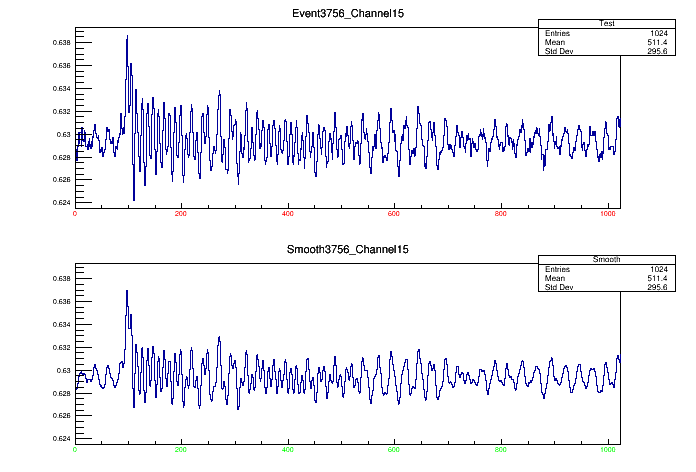 Event3756_Channel15
Test
Entries 1024
Mean 511.4
Std Dev 295.6
0.638
0.636
0.634
0.632
0.63
0.628
0.626
0.624
0 200 400 600 800 1000
Smooth3756_Channel15
Smooth
Entries 1024
Mean 511.4
Std Dev 295.6
0.638
0.636
0.634
0.632
0.63
0.628
0.626
0.624
0 200 400 600 800 1000